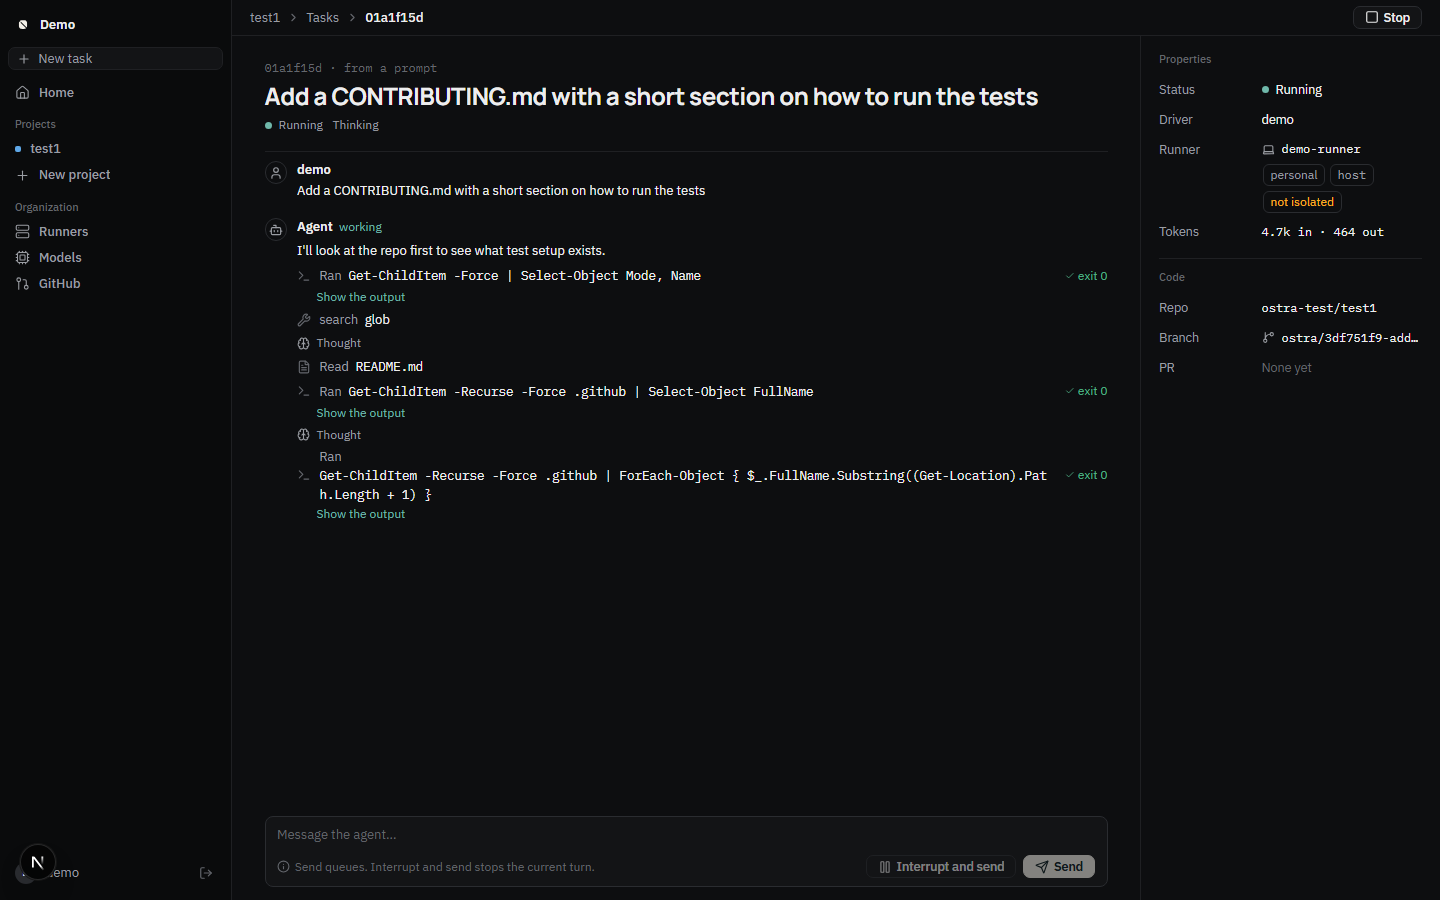 Demo
New task
Home
Projects
test1
New project
Organization
Runners
Models
GitHub
test1 > Tasks > 01a1f15d
Stop
01a1f15d · from a prompt
Add a CONTRIBUTING.md with a short section on how to run the tests
Running Thinking
demo
Add a CONTRIBUTING.md with a short section on how to run the tests
Agent working
I'll look at the repo first to see what test setup exists.
Ran Get-ChildItem -Force | Select-Object Mode, Name
exit 0
Show the output
search glob
Thought
Read README.md
Ran Get-ChildItem -Recurse -Force .github | Select-Object FullName
exit 0
Show the output
Thought
Ran
Get-ChildItem -Recurse -Force .github | ForEach-Object { $_.FullName.Substring((Get-Location).Pat
h.Length + 1) }
exit 0
Show the output
Message the agent...
Send queues. Interrupt and send stops the current turn.
Interrupt and send
Send
Properties
Status Running
Driver demo
Runner demo-runner
personal host
not isolated
Tokens 4.7k in · 464 out
Code
Repo ostra-test/test1
Branch ostra/3df751f9-add…
PR None yet
N
emo